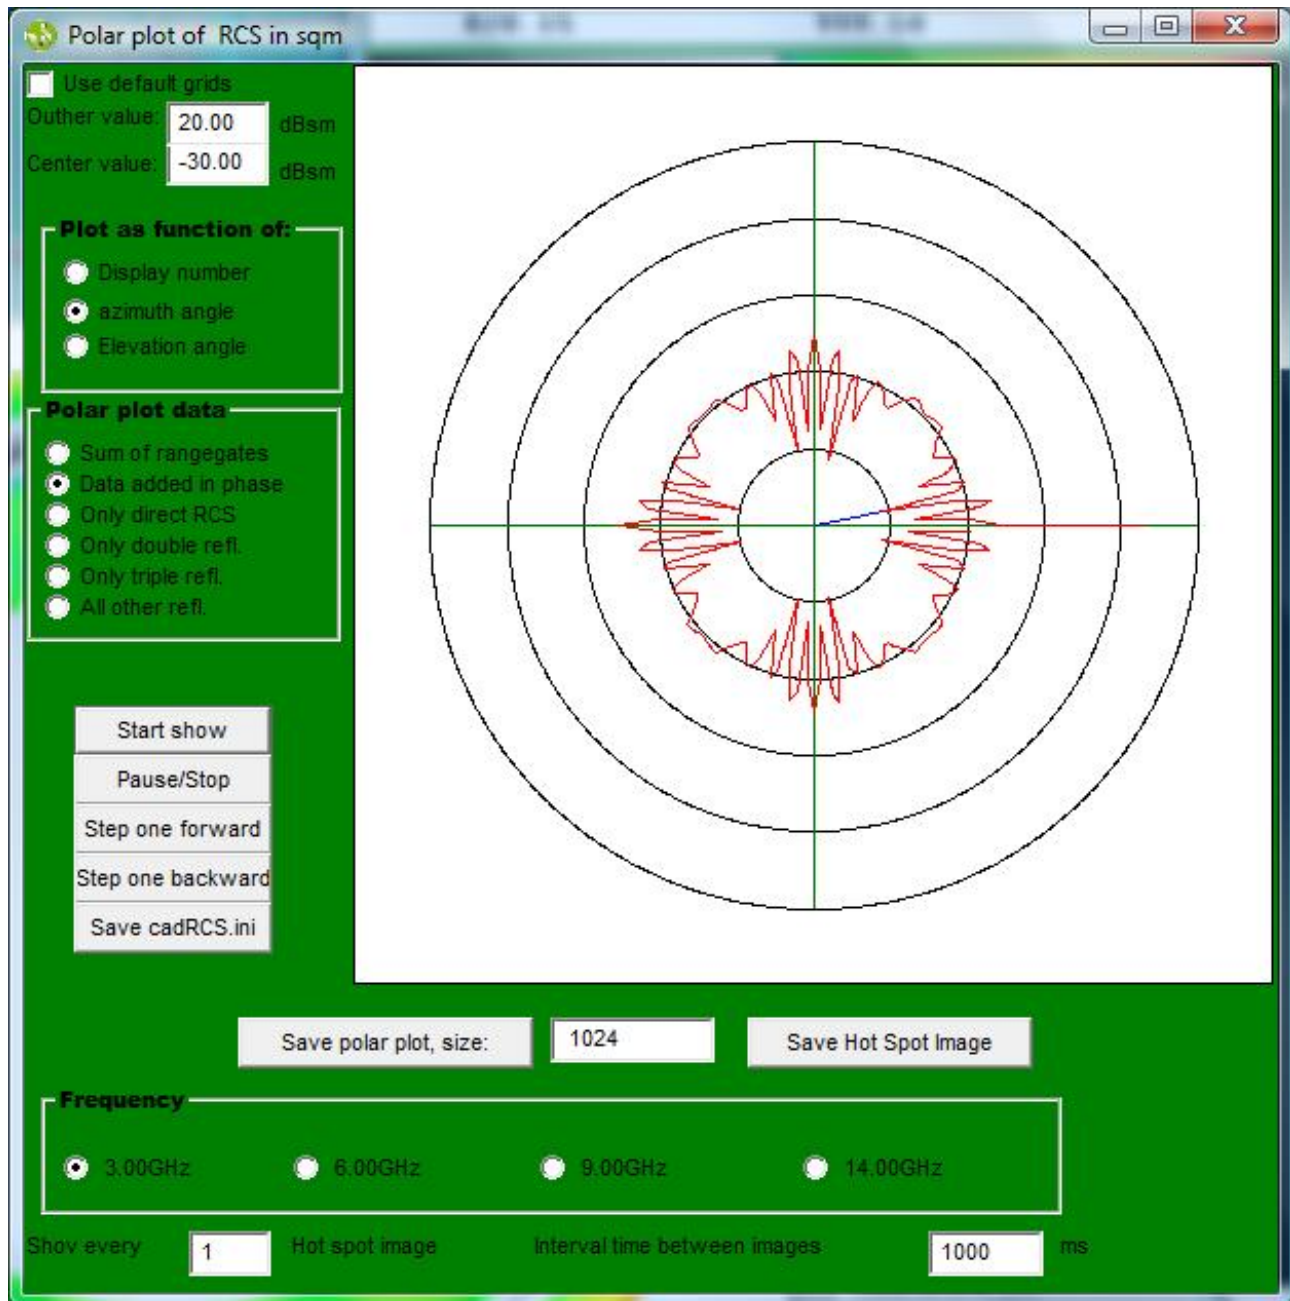 Polar plot of RCS in sqm
Use default grids
Outher value: 20.00 dBsm
Center value: -30.00 dBsm
Plot as function of:
Display number
azimuth angle
Elevation angle
Polar plot data
Sum of rangegates
Data added in phase
Only direct RCS
Only double refl.
Only triple refl.
All other refl.
Start show
Pause/Stop
Step one forward
Step one backward
Save cadRCS.ini
Save polar plot, size: 1024 Save Hot Spot Image
Frequency
3.00GHz 6.00GHz 9.00GHz 14.00GHz
Shov every 1 Hot spot image Interval time between images 1000 ms